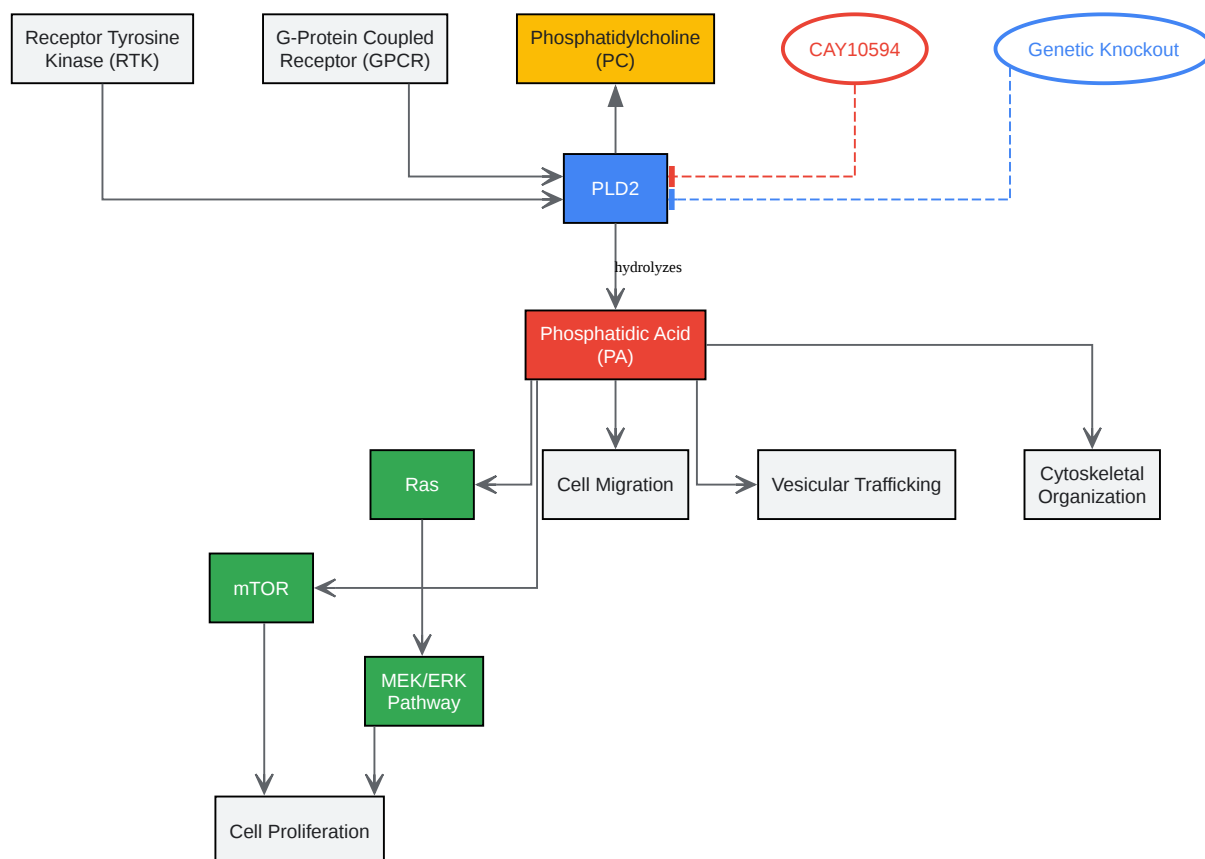 Receptor Tyrosine
Kinase (RTK)
G-Protein Coupled
Receptor (GPCR)
Phosphatidylcholine
(PC)
CAY10594
Genetic Knockout
PLD2
hydrolyzes
Phosphatidic Acid
(PA)
Ras
Cell Migration
Vesicular Trafficking
Cytoskeletal
Organization
mTOR
MEK/ERK
Pathway
Cell Proliferation